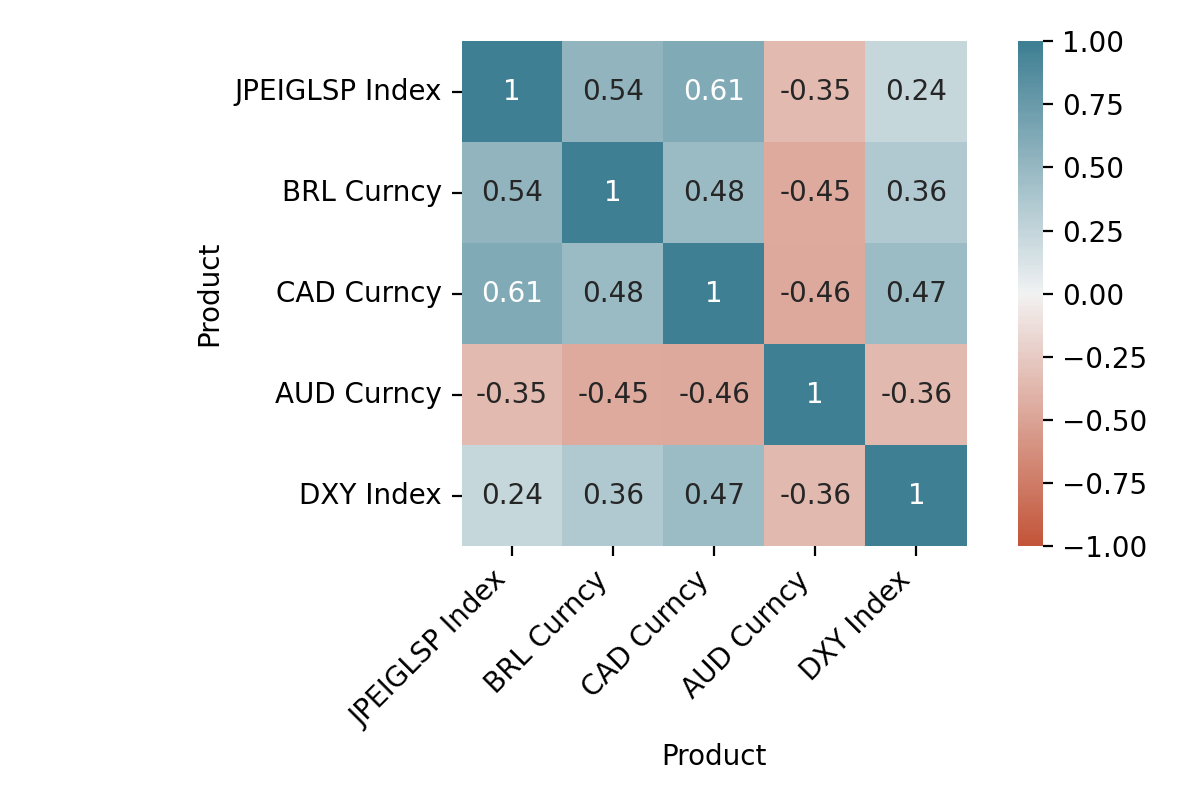 JPEIGLSP Index 1 0.54 0.61 -0.35 0.24
BRL Curncy 0.54 1 0.48 -0.45 0.36
CAD Curncy 0.61 0.48 1 -0.46 0.47
AUD Curncy -0.35 -0.45 -0.46 1 -0.36
DXY Index 0.24 0.36 0.47 -0.36 1
Product
JPEIGLSP Index
BRL Curncy
CAD Curncy
AUD Curncy
DXY Index
Product
1.00
0.75
0.50
0.25
0.00
−0.25
−0.50
−0.75
−1.00